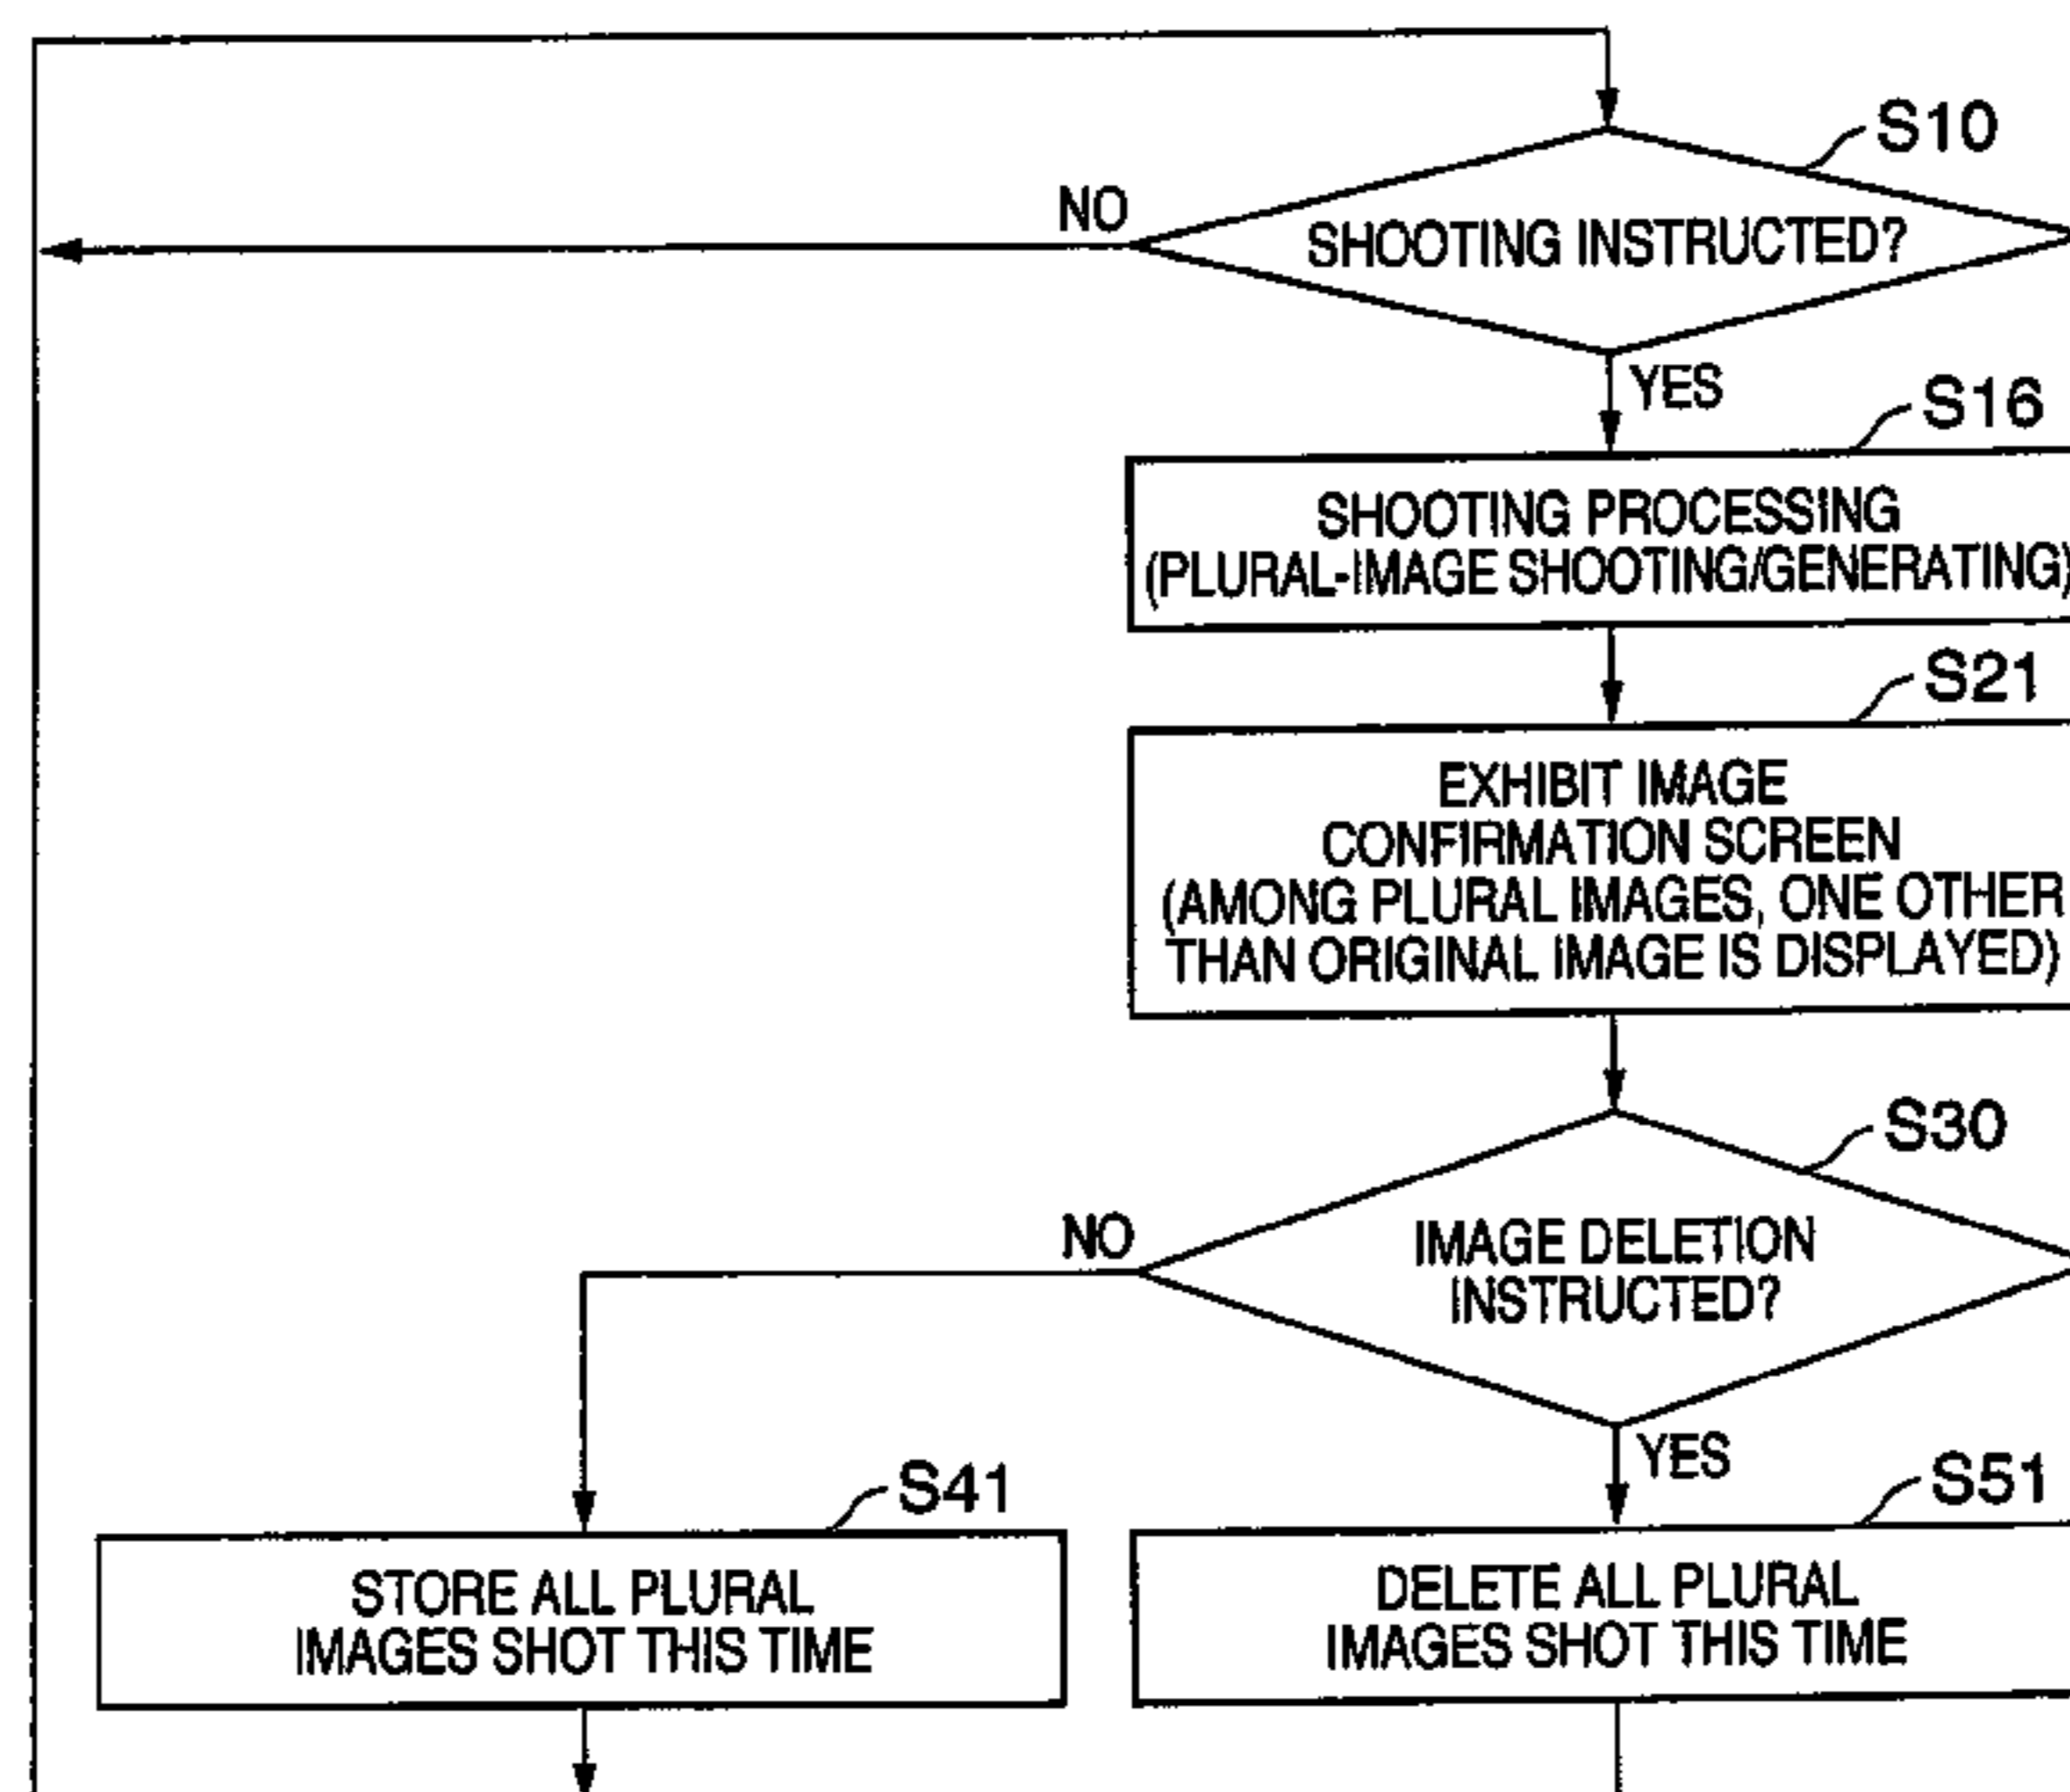 S10
NO
SHOOTING INSTRUCTED?
YES
S16
SHOOTING PROCESSING
(PLURAL-IMAGE SHOOTING/GENERATING)
S21
EXHIBIT IMAGE
CONFIRMATION SCREEN
(AMONG PLURAL IMAGES, ONE OTHER
THAN ORIGINAL IMAGE IS DISPLAYED)
S30
NO
IMAGE DELETION
INSTRUCTED?
YES
S41
S51
STORE ALL PLURAL
IMAGES SHOT THIS TIME
DELETE ALL PLURAL
IMAGES SHOT THIS TIME